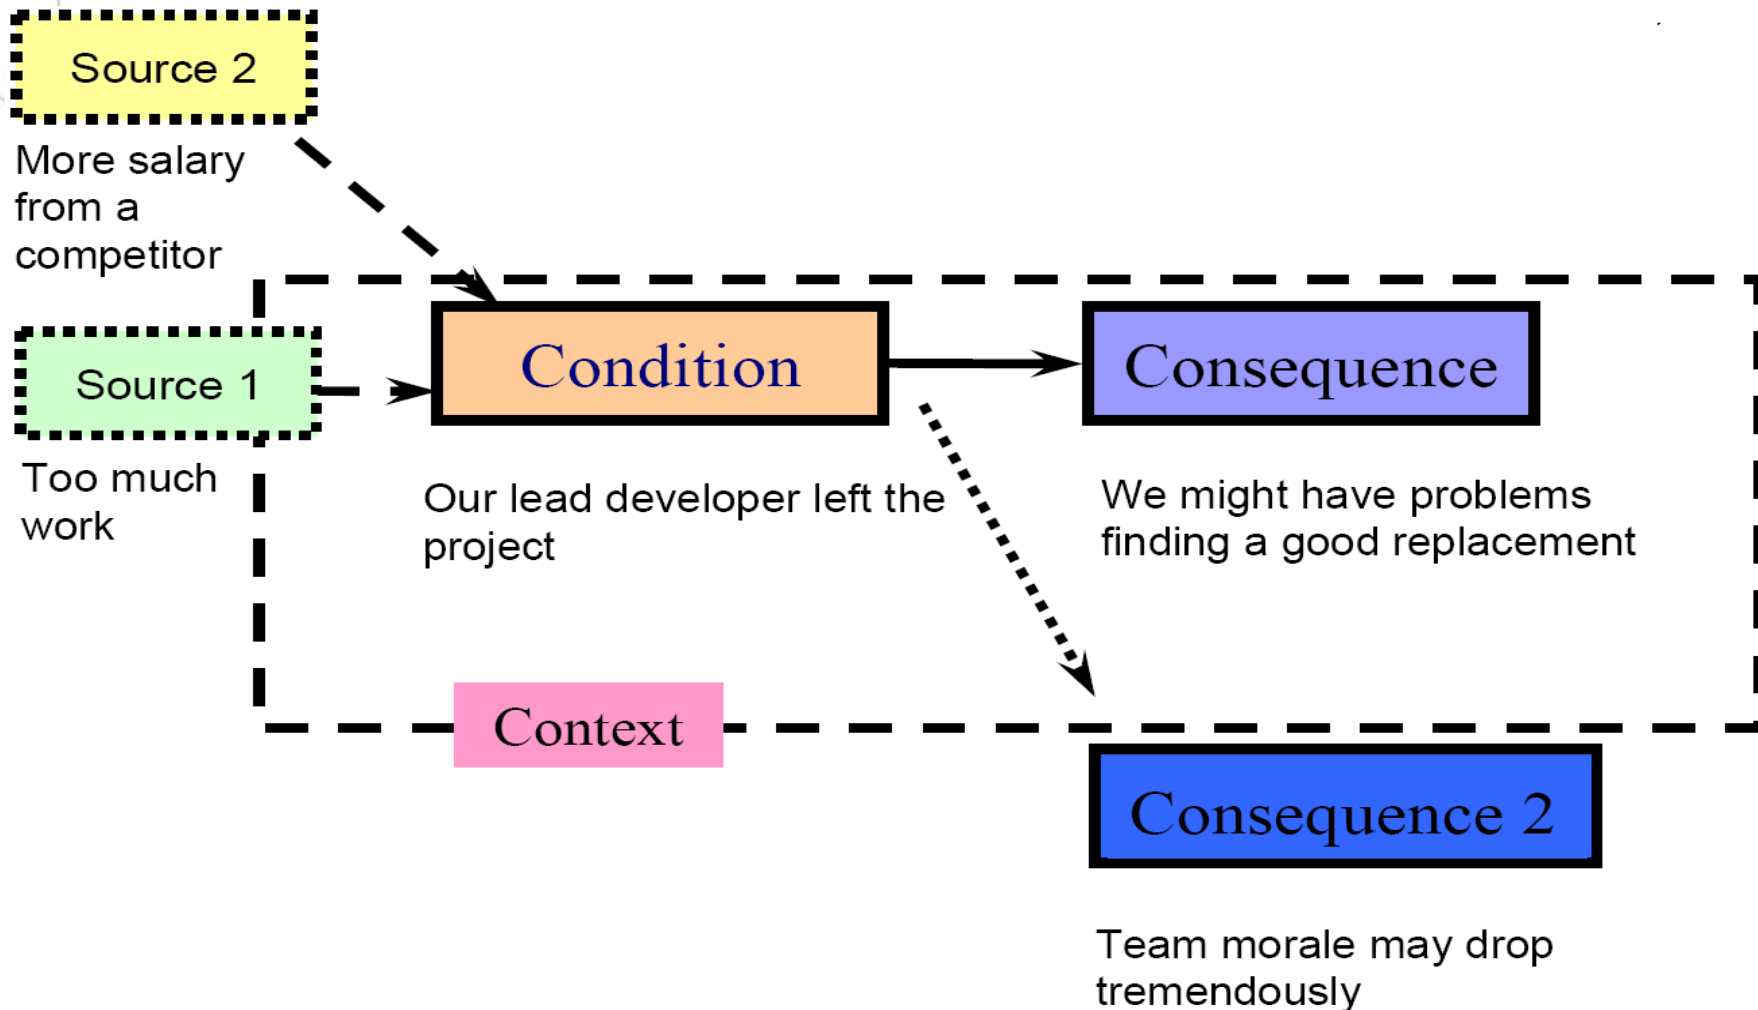 Source 2
More salary
from a
competitor
Source 1
Too much
work
Condition
Our lead developer left the
project
Consequence
We might have problems
finding a good replacement
Context
Consequence 2
Team morale may drop
tremendously